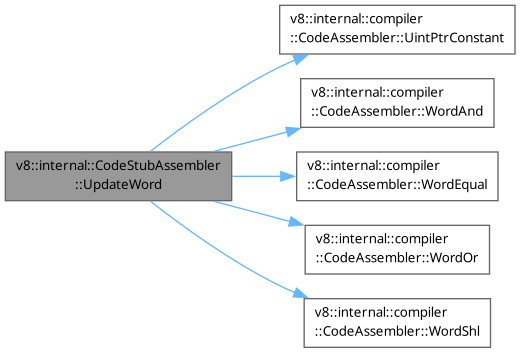 v8::internal::compiler
::CodeAssembler::UintPtrConstant
v8::internal::compiler
::CodeAssembler::WordAnd
v8::internal::CodeStubAssembler
::UpdateWord
v8::internal::compiler
::CodeAssembler::WordEqual
v8::internal::compiler
::CodeAssembler::WordOr
v8::internal::compiler
::CodeAssembler::WordShl